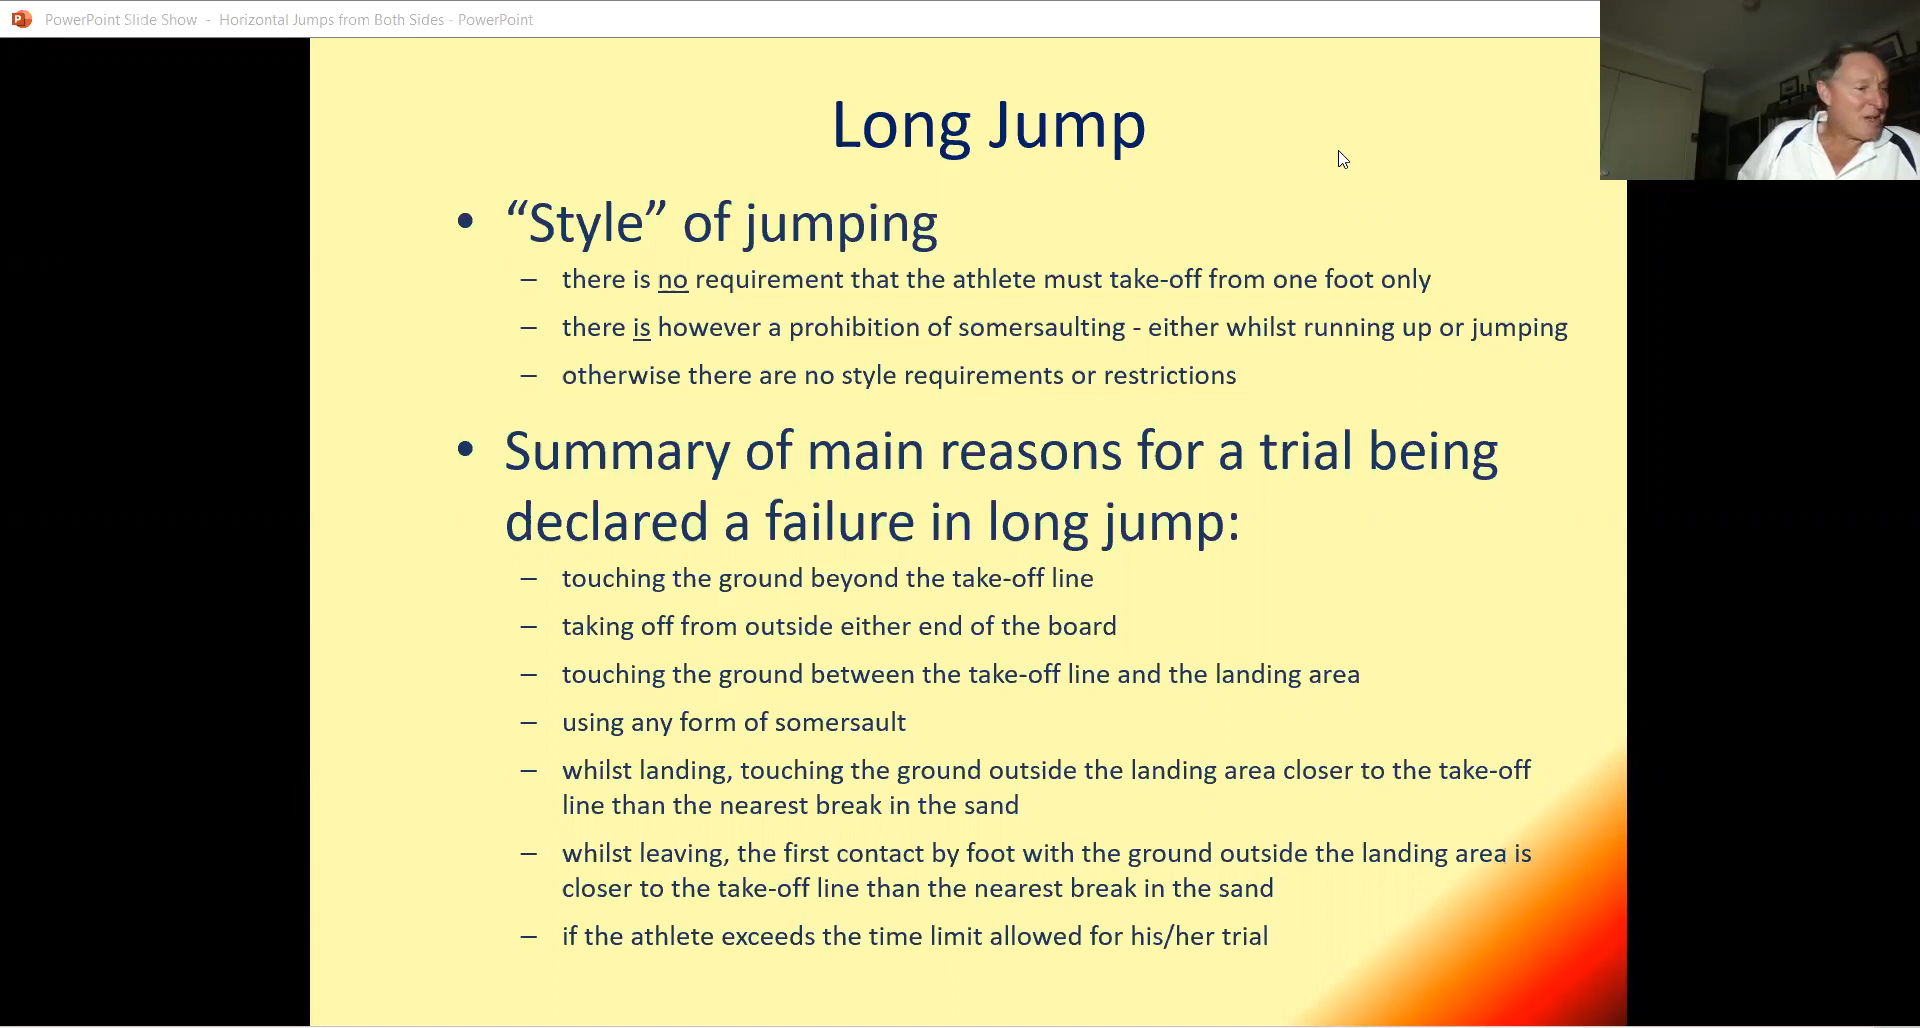 PowerPoint Slide Show - Horizontal Jumps from Both Sides - PowerPoint
Long Jump
• “Style” of jumping
– there is no requirement that the athlete must take-off from one foot only
– there is however a prohibition of somersaulting - either whilst running up or jumping
– otherwise there are no style requirements or restrictions
• Summary of main reasons for a trial being
declared a failure in long jump:
– touching the ground beyond the take-off line
– taking off from outside either end of the board
– touching the ground between the take-off line and the landing area
– using any form of somersault
– whilst landing, touching the ground outside the landing area closer to the take-off
line than the nearest break in the sand
– whilst leaving, the first contact by foot with the ground outside the landing area is
closer to the take-off line than the nearest break in the sand
– if the athlete exceeds the time limit allowed for his/her trial